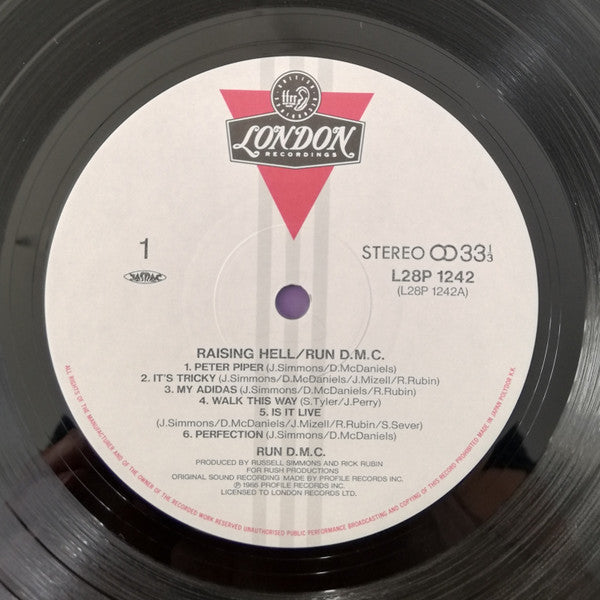 ffrr
LONDON
RECORDINGS
1
STEREO 33 1/3
L28P 1242
(L28P 1242A)
JASRAC
RAISING HELL/RUN D.M.C.
1. PETER PIPER (J.Simmons/D.McDaniels)
2. IT'S TRICKY (J.Simmons/D.McDaniels/J.Mizell/R.Rubin)
3. MY ADIDAS (J.Simmons/D.McDaniels/R.Rubin)
4. WALK THIS WAY (S.Tyler/J.Perry)
5. IS IT LIVE
(J.Simmons/D.McDaniels/J.Mizell/R.Rubin/S.Sever)
6. PERFECTION (J.Simmons/D.McDaniels)
RUN D.M.C.
PRODUCED BY RUSSELL SIMMONS AND RICK RUBIN
FOR RUSH PRODUCTIONS
ORIGINAL SOUND RECORDING MADE BY PROFILE RECORDS INC.
℗ 1986 PROFILE RECORDS INC.
LICENSED TO LONDON RECORDS LTD.
ALL RIGHTS OF THE MANUFACTURER AND OF THE OWNER OF THE RECORDED WORK RESERVED UNAUTHORISED PUBLIC PERFORMANCE BROADCASTING AND COPYING OF THIS RECORD PROHIBITED MADE IN JAPAN POLYDOR K.K.